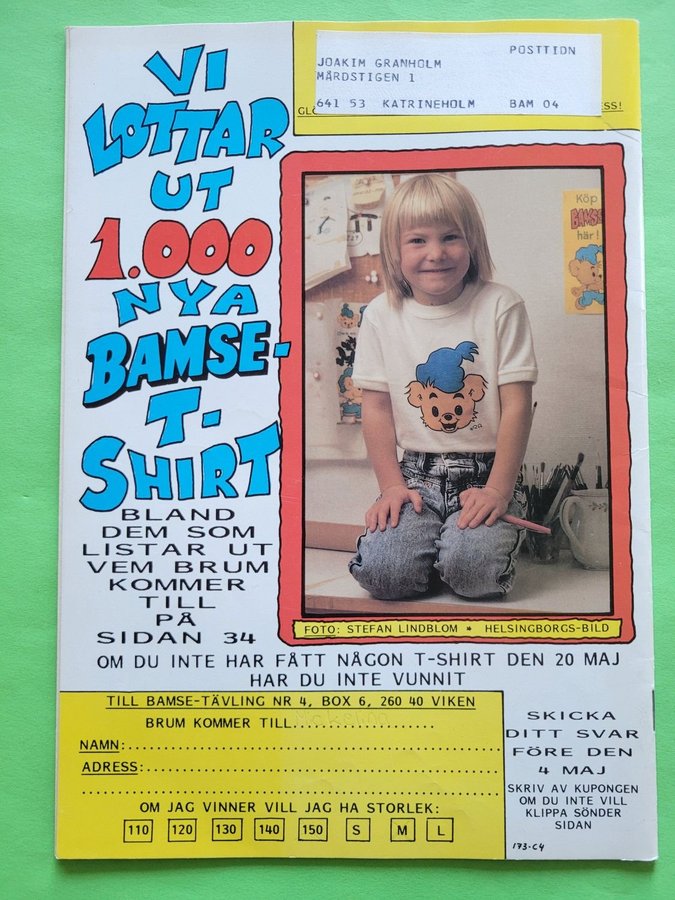 POSTTIDN
JOAKIM GRANHOLM
MÅRDSTIGEN 1
641 53 KATRINEHOLM BAM 04
VI
LOTTAR
UT
1.000
NYA
BAMSE-
T-
SHIRT
BLAND
DEM SOM
LISTAR UT
VEM BRUM
KOMMER
TILL
PÅ
SIDAN 34
Köp
BAMSE
här!
FOTO: STEFAN LINDBLOM * HELSINGBORGS-BILD
OM DU INTE HAR FÅTT NÅGON T-SHIRT DEN 20 MAJ
HAR DU INTE VUNNIT
TILL BAMSE-TÄVLING NR 4, BOX 6, 260 40 VIKEN
BRUM KOMMER TILL...................
NAMN:..................................................
ADRESS:...............................................
OM JAG VINNER VILL JAG HA STORLEK:
110 120 130 140 150 S M L
SKICKA
DITT SVAR
FÖRE DEN
4 MAJ
SKRIV AV KUPONGEN
OM DU INTE VILL
KLIPPA SÖNDER
SIDAN
173-C4